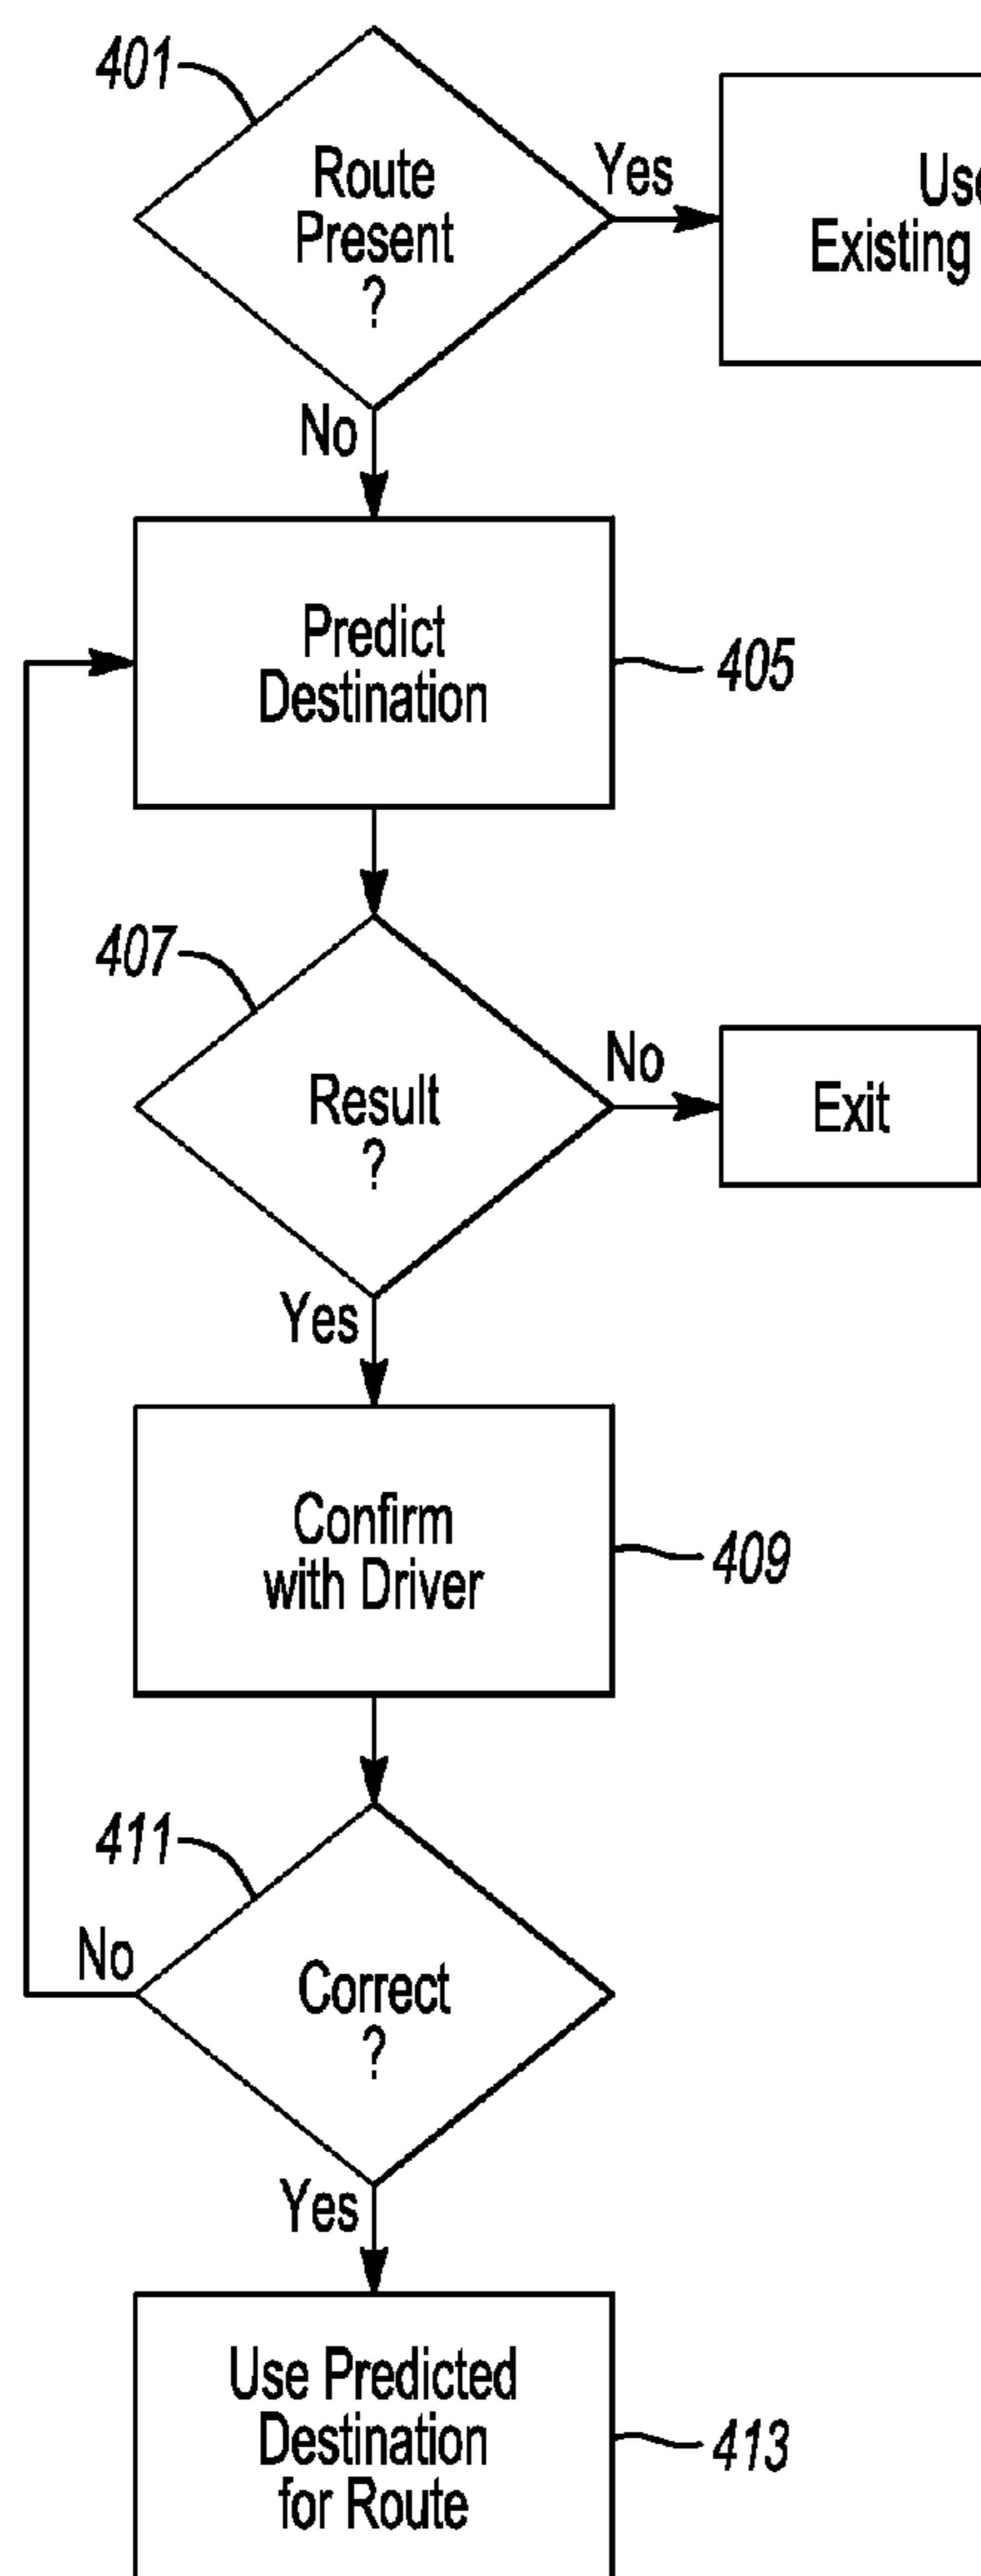 401
Route
Present
?
Yes
Existing
No
Predict
Destination
405
407
Result
?
No
Exit
Yes
Confirm
with Driver
409
411
No
Correct
?
Yes
Use Predicted
Destination
for Route
413